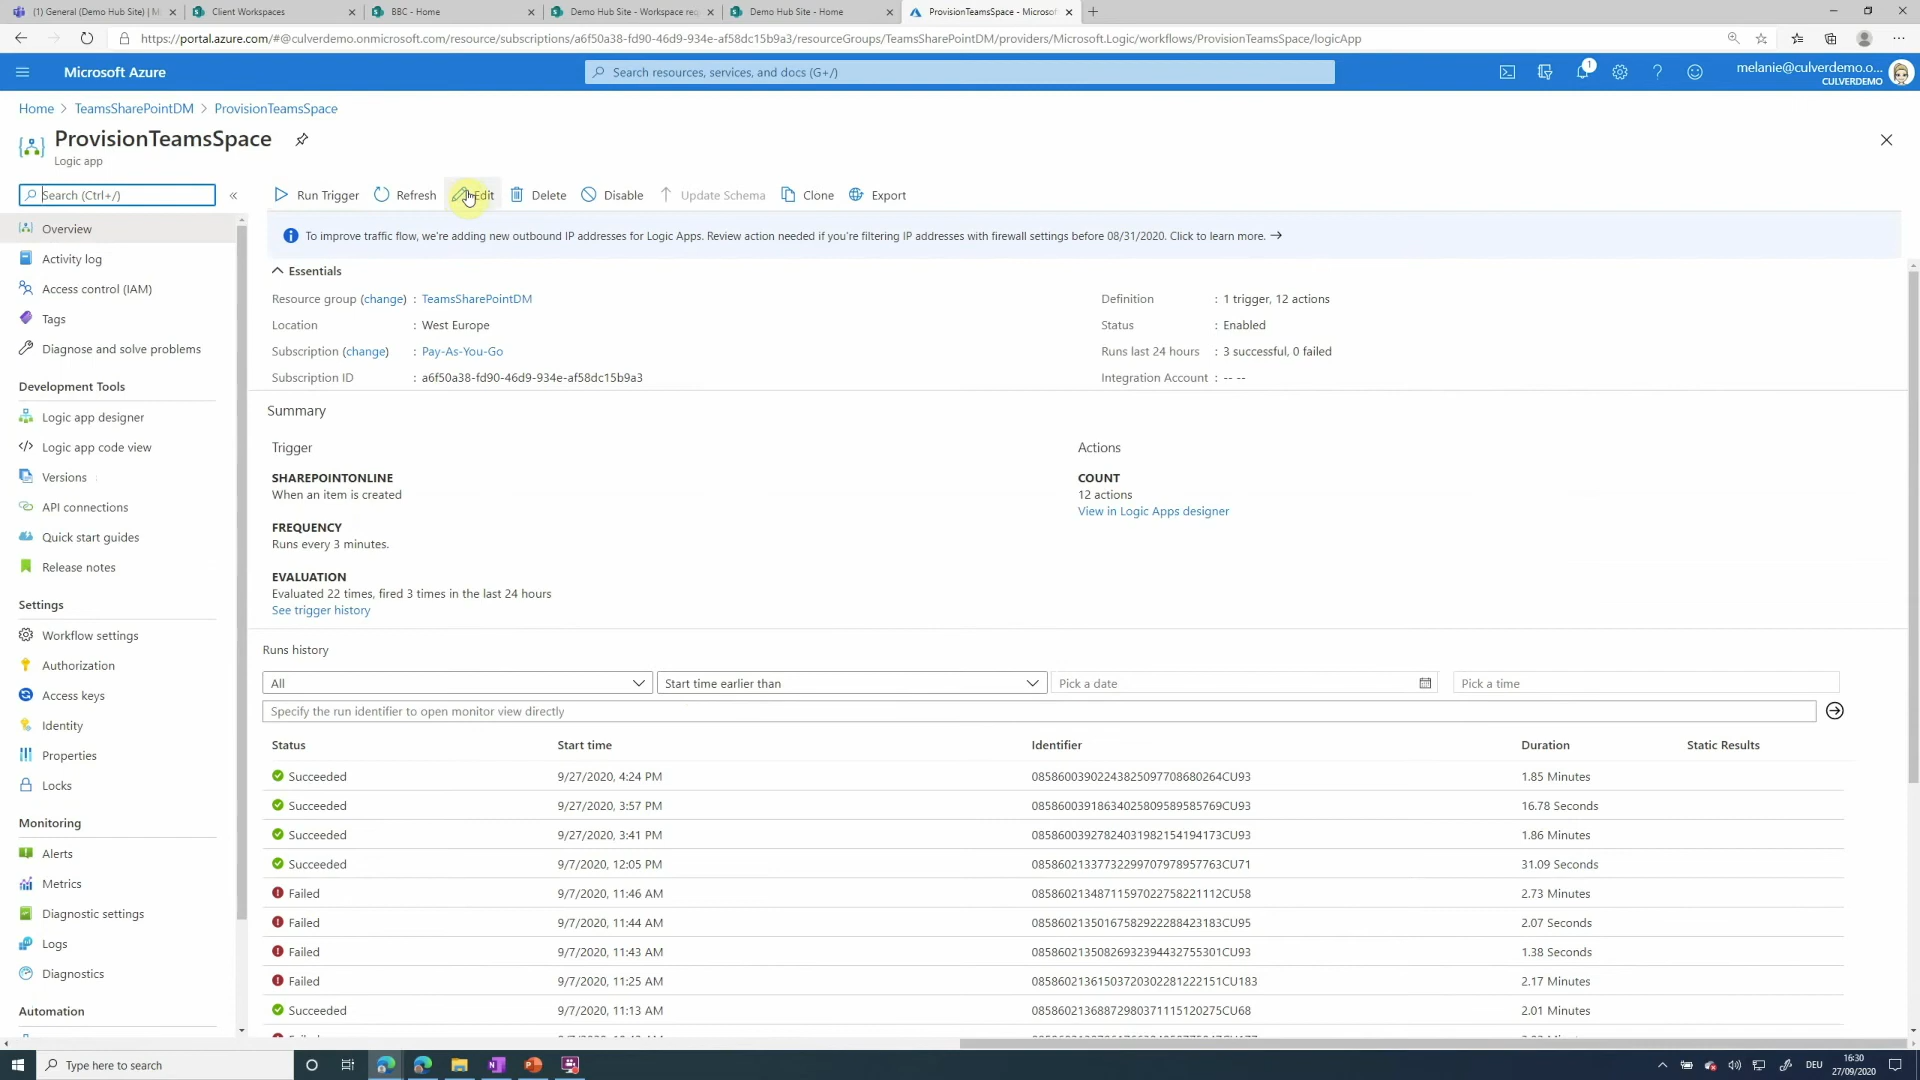 (1) General (Demo Hub Site) | Mi
Client Workspaces
BBC - Home
Demo Hub Site - Workspace req
Demo Hub Site - Home
ProvisionTeamsSpace - Microsof
https://portal.azure.com/#@culverdemo.onmicrosoft.com/resource/subscriptions/a6f50a38-fd90-46d9-934e-af58dc15b9a3/resourceGroups/TeamsSharePointDM/providers/Microsoft.Logic/workflows/ProvisionTeamsSpace/logicApp
Microsoft Azure
Search resources, services, and docs (G+/)
1
melanie@culverdemo.o...
CULVERDEMO
Home > TeamsSharePointDM > ProvisionTeamsSpace
ProvisionTeamsSpace
Logic app
Search (Ctrl+/)
«
Run Trigger
Refresh
Edit
Delete
Disable
Update Schema
Clone
Export
To improve traffic flow, we're adding new outbound IP addresses for Logic Apps. Review action needed if you're filtering IP addresses with firewall settings before 08/31/2020. Click to learn more. →
Overview
Activity log
Access control (IAM)
Tags
Diagnose and solve problems
Development Tools
Logic app designer
Logic app code view
Versions
API connections
Quick start guides
Release notes
Settings
Workflow settings
Authorization
Access keys
Identity
Properties
Locks
Monitoring
Alerts
Metrics
Diagnostic settings
Logs
Diagnostics
Automation
Essentials
Resource group (change) : TeamsSharePointDM
Location : West Europe
Subscription (change) : Pay-As-You-Go
Subscription ID : a6f50a38-fd90-46d9-934e-af58dc15b9a3
Definition : 1 trigger, 12 actions
Status : Enabled
Runs last 24 hours : 3 successful, 0 failed
Integration Account : -- --
Summary
Trigger
SHAREPOINTONLINE
When an item is created
FREQUENCY
Runs every 3 minutes.
EVALUATION
Evaluated 22 times, fired 3 times in the last 24 hours
See trigger history
Actions
COUNT
12 actions
View in Logic Apps designer
Runs history
All
Start time earlier than
Pick a date
Pick a time
Specify the run identifier to open monitor view directly
Status Start time Identifier Duration Static Results
Succeeded 9/27/2020, 4:24 PM 08586003902243825097708680264CU93 1.85 Minutes
Succeeded 9/27/2020, 3:57 PM 08586003918634025809589585769CU93 16.78 Seconds
Succeeded 9/27/2020, 3:41 PM 08586003927824031982154194173CU93 1.86 Minutes
Succeeded 9/7/2020, 12:05 PM 08586021337732299707978957763CU71 31.09 Seconds
Failed 9/7/2020, 11:46 AM 08586021348711597022758221112CU58 2.73 Minutes
Failed 9/7/2020, 11:44 AM 08586021350167582922288423183CU95 2.07 Seconds
Failed 9/7/2020, 11:43 AM 08586021350826932394432755301CU93 1.38 Seconds
Failed 9/7/2020, 11:25 AM 08586021361503720302281222151CU183 2.17 Minutes
Succeeded 9/7/2020, 11:13 AM 08586021368872980371115120275CU68 2.01 Minutes
Type here to search
DEU
16:30
27/09/2020